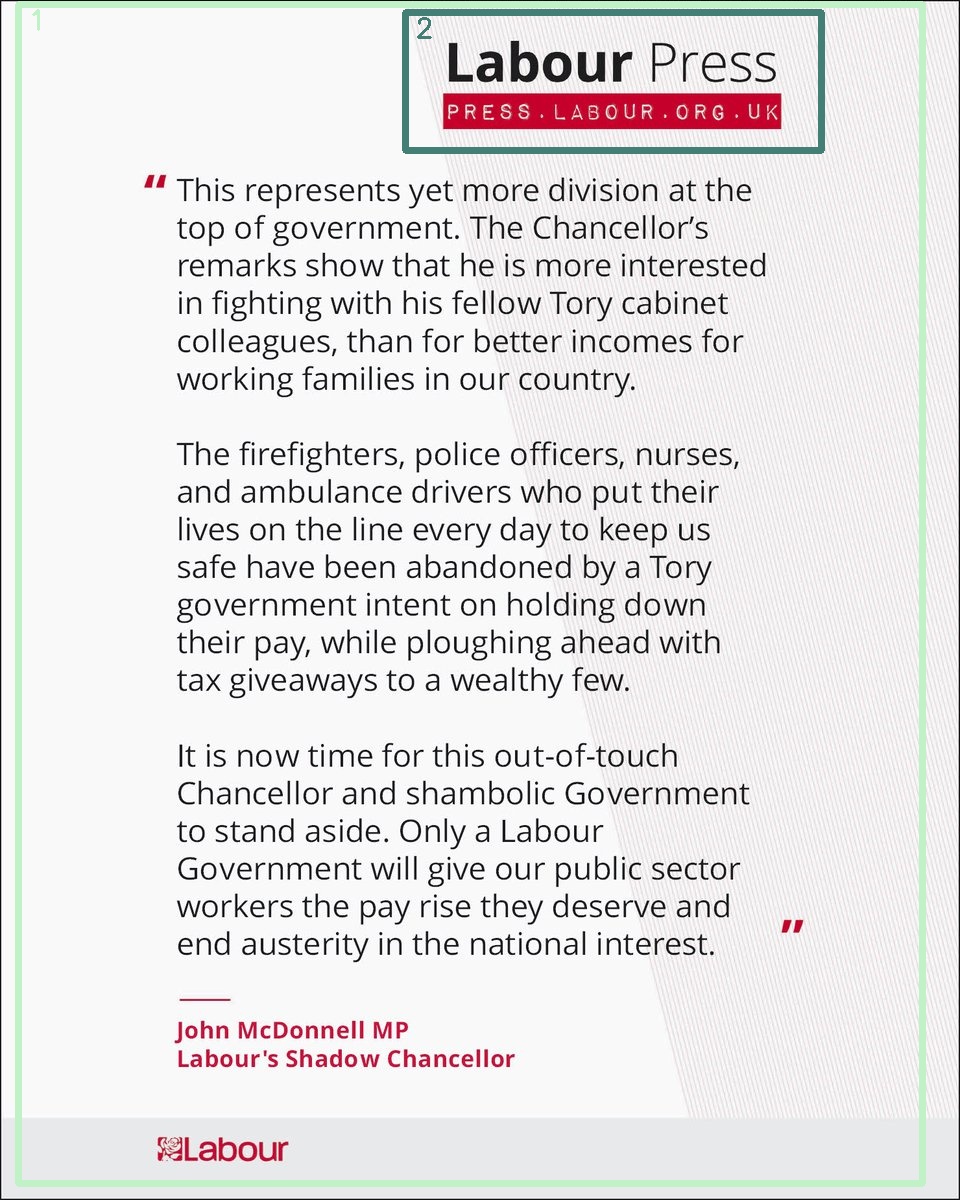 Labour Press
PRESS.LABOUR.ORG.UK
“ This represents yet more division at the
top of government. The Chancellor’s
remarks show that he is more interested
in fighting with his fellow Tory cabinet
colleagues, than for better incomes for
working families in our country.
The firefighters, police officers, nurses,
and ambulance drivers who put their
lives on the line every day to keep us
safe have been abandoned by a Tory
government intent on holding down
their pay, while ploughing ahead with
tax giveaways to a wealthy few.
It is now time for this out-of-touch
Chancellor and shambolic Government
to stand aside. Only a Labour
Government will give our public sector
workers the pay rise they deserve and
end austerity in the national interest. ”
John McDonnell MP
Labour's Shadow Chancellor
Labour
1
2